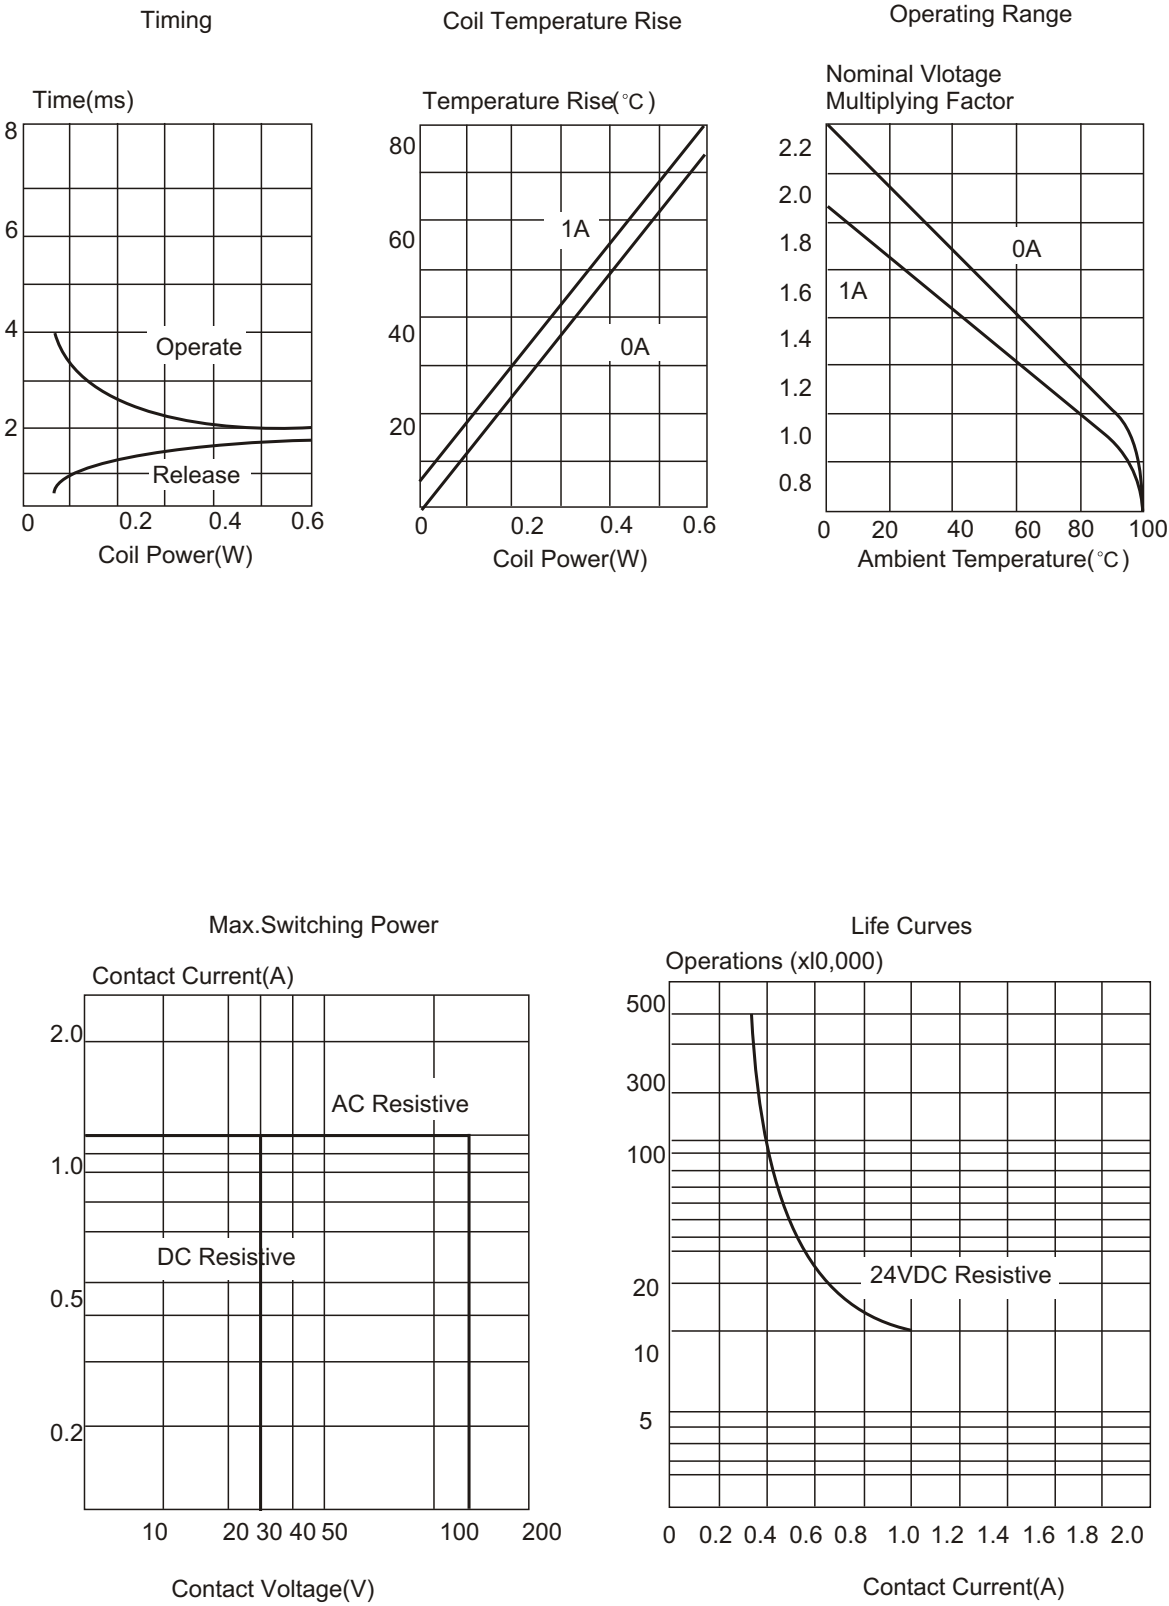 Timing
Coil Temperature Rise
Operating Range
Time(ms)
8
6
4
2
Operate
Release
0 0.2 0.4 0.6
Coil Power(W)
Temperature Rise(°C)
80
60
40
20
1A
0A
0 0.2 0.4 0.6
Coil Power(W)
Nominal Vlotage
Multiplying Factor
2.2
2.0
1.8
1.6
1.4
1.2
1.0
0.8
0A
1A
0 20 40 60 80 100
Ambient Temperature(°C)
Max.Switching Power
Contact Current(A)
2.0
1.0
0.5
0.2
AC Resistive
DC Resistive
10 20 30 40 50 100 200
Contact Voltage(V)
Life Curves
Operations (xl0,000)
500
300
100
20
10
5
24VDC Resistive
0 0.2 0.4 0.6 0.8 1.0 1.2 1.4 1.6 1.8 2.0
Contact Current(A)